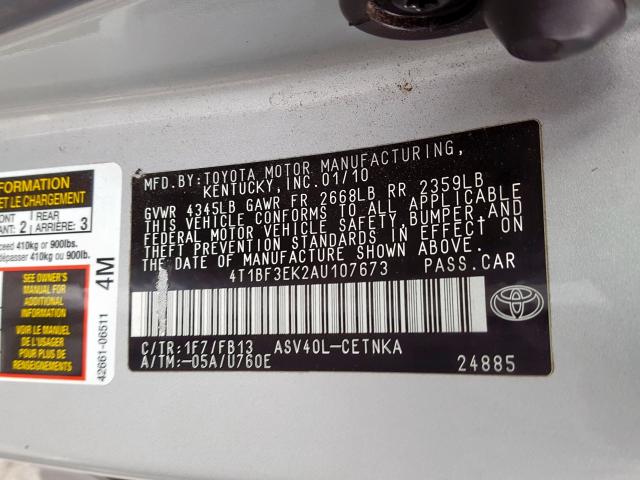 FORMATION
ET LE CHARGEMENT
ONT REAR
ANT: 2 ARRIÈRE: 3
ceed 410kg or 900lbs.
dépasser 410kg ou 900lb.
SEE OWNER'S
MANUAL FOR
ADDITIONAL
INFORMATION
VOIR LE MANUEL
DE L'USAGER
POUR PLUS DE
RENSEIGNEMENTS
4M
42661-06511
MFD.BY:TOYOTA MOTOR MANUFACTURING,
KENTUCKY, INC.01/10
GVWR 4345LB GAWR FR 2668LB RR 2359LB
THIS VEHICLE CONFORMS TO ALL APPLICABLE
FEDERAL MOTOR VEHICLE SAFETY,BUMPER,AND
THEFT PREVENTION STANDARDS IN EFFECT ON
THE DATE OF MANUFACTURE SHOWN ABOVE.
4T1BF3EK2AU107673 PASS.CAR
C/TR:1F7/FB13 ASV40L-CETNKA
A/TM:-05A/U760E
24885